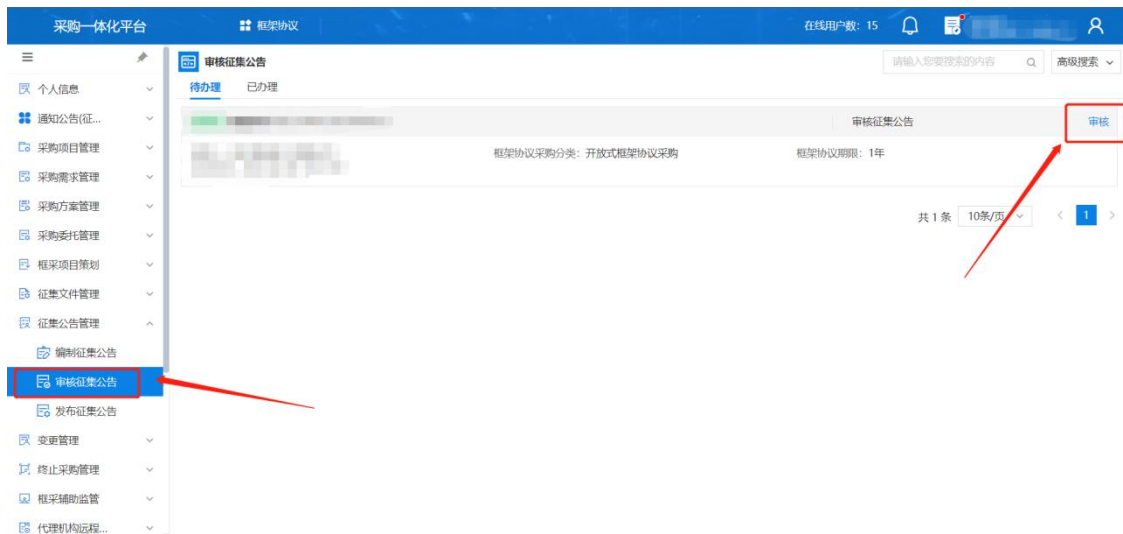 采购一体化平台
框架协议
在线用户数：15
审核征集公告
请输入您要搜索的内容
高级搜索
待办理
已办理
个人信息
通知公告(征...
采购项目管理
采购需求管理
采购方案管理
采购委托管理
框采项目策划
征集文件管理
征集公告管理
编制征集公告
审核征集公告
发布征集公告
变更管理
终止采购管理
框采辅助监管
代理机构远程...
审核征集公告
审核
框架协议采购分类：开放式框架协议采购
框架协议期限：1年
共 1 条
10条/页
1